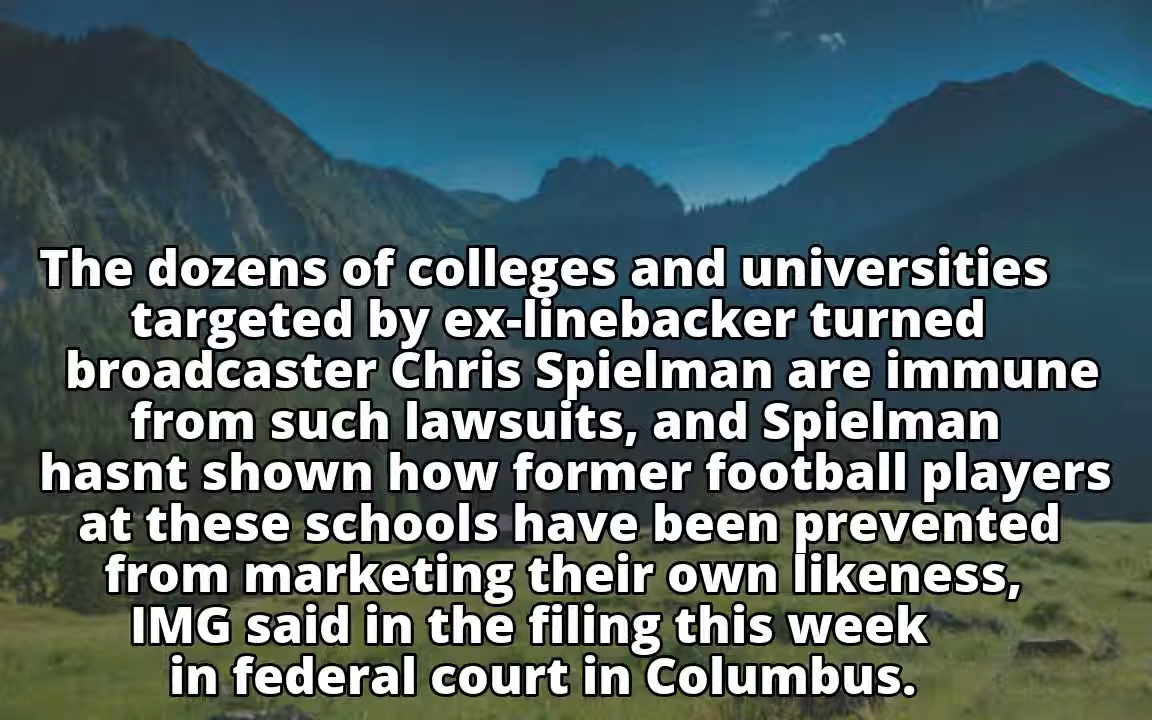 The dozens of colleges and universities
targeted by ex-linebacker turned
broadcaster Chris Spielman are immune
from such lawsuits, and Spielman
hasnt shown how former football players
at these schools have been prevented
from marketing their own likeness,
IMG said in the filing this week
in federal court in Columbus.